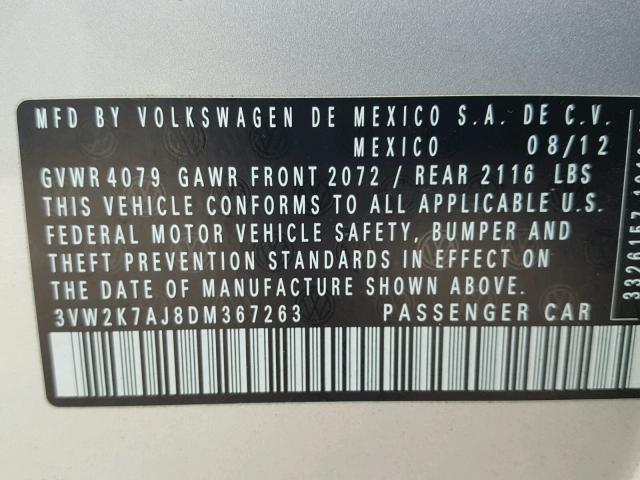 MFD BY VOLKSWAGEN DE MEXICO S.A. DE C.V.
MEXICO 08/12
GVWR 4079 GAWR FRONT 2072 / REAR 2116 LBS
THIS VEHICLE CONFORMS TO ALL APPLICABLE U.S.
FEDERAL MOTOR VEHICLE SAFETY, BUMPER AND
THEFT PREVENTION STANDARDS IN EFFECT ON
THE DATE OF MANUFACTURE SHOWN ABOVE.
3VW2K7AJ8DM367263 PASSENGER CAR